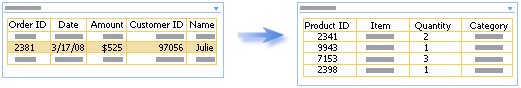 Order ID Date Amount Customer ID Name
2381 3/17/08 $525 97056 Julie
Product ID Item Quantity Category
2341 2
9943 1
7153 3
2398 1